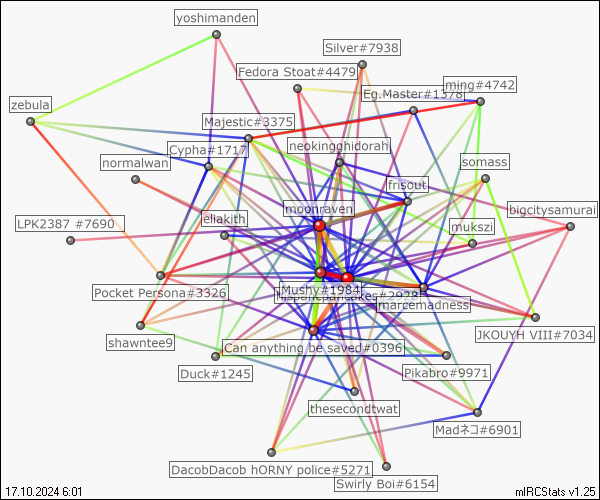 yoshimanden
Silver#7938
Fedora Stoat#4479
ming#4742
Eg.Master#1378
zebula
Majestic#3375
neokingghidorah
Cypha#1717
normalwan
somass
frisout
moonraven
bigcitysamurai
LPK2387 #7690
eliakith
mukszi
Mushy#1984
Pocket Persona#3326
marcemadness
JKOUYH VIII#7034
shawntee9
Can anything be saved#0396
Duck#1245
Pikabro#9971
thesecondtwat
Madネコ#6901
DacobDacob hORNY police#5271
Swirly Boi#6154
17.10.2024 6:01
mIRCStats v1.25